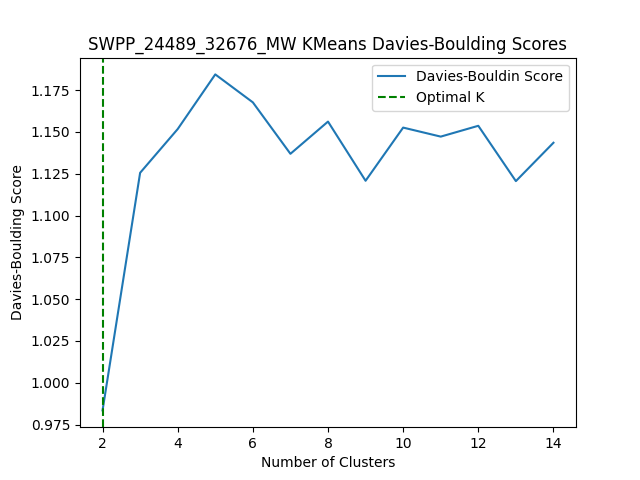 SWPP_24489_32676_MW KMeans Davies-Boulding Scores
Davies-Bouldin Score
Optimal K
Davies-Boulding Score
1.175
1.150
1.125
1.100
1.075
1.050
1.025
1.000
0.975
2 4 6 8 10 12 14
Number of Clusters